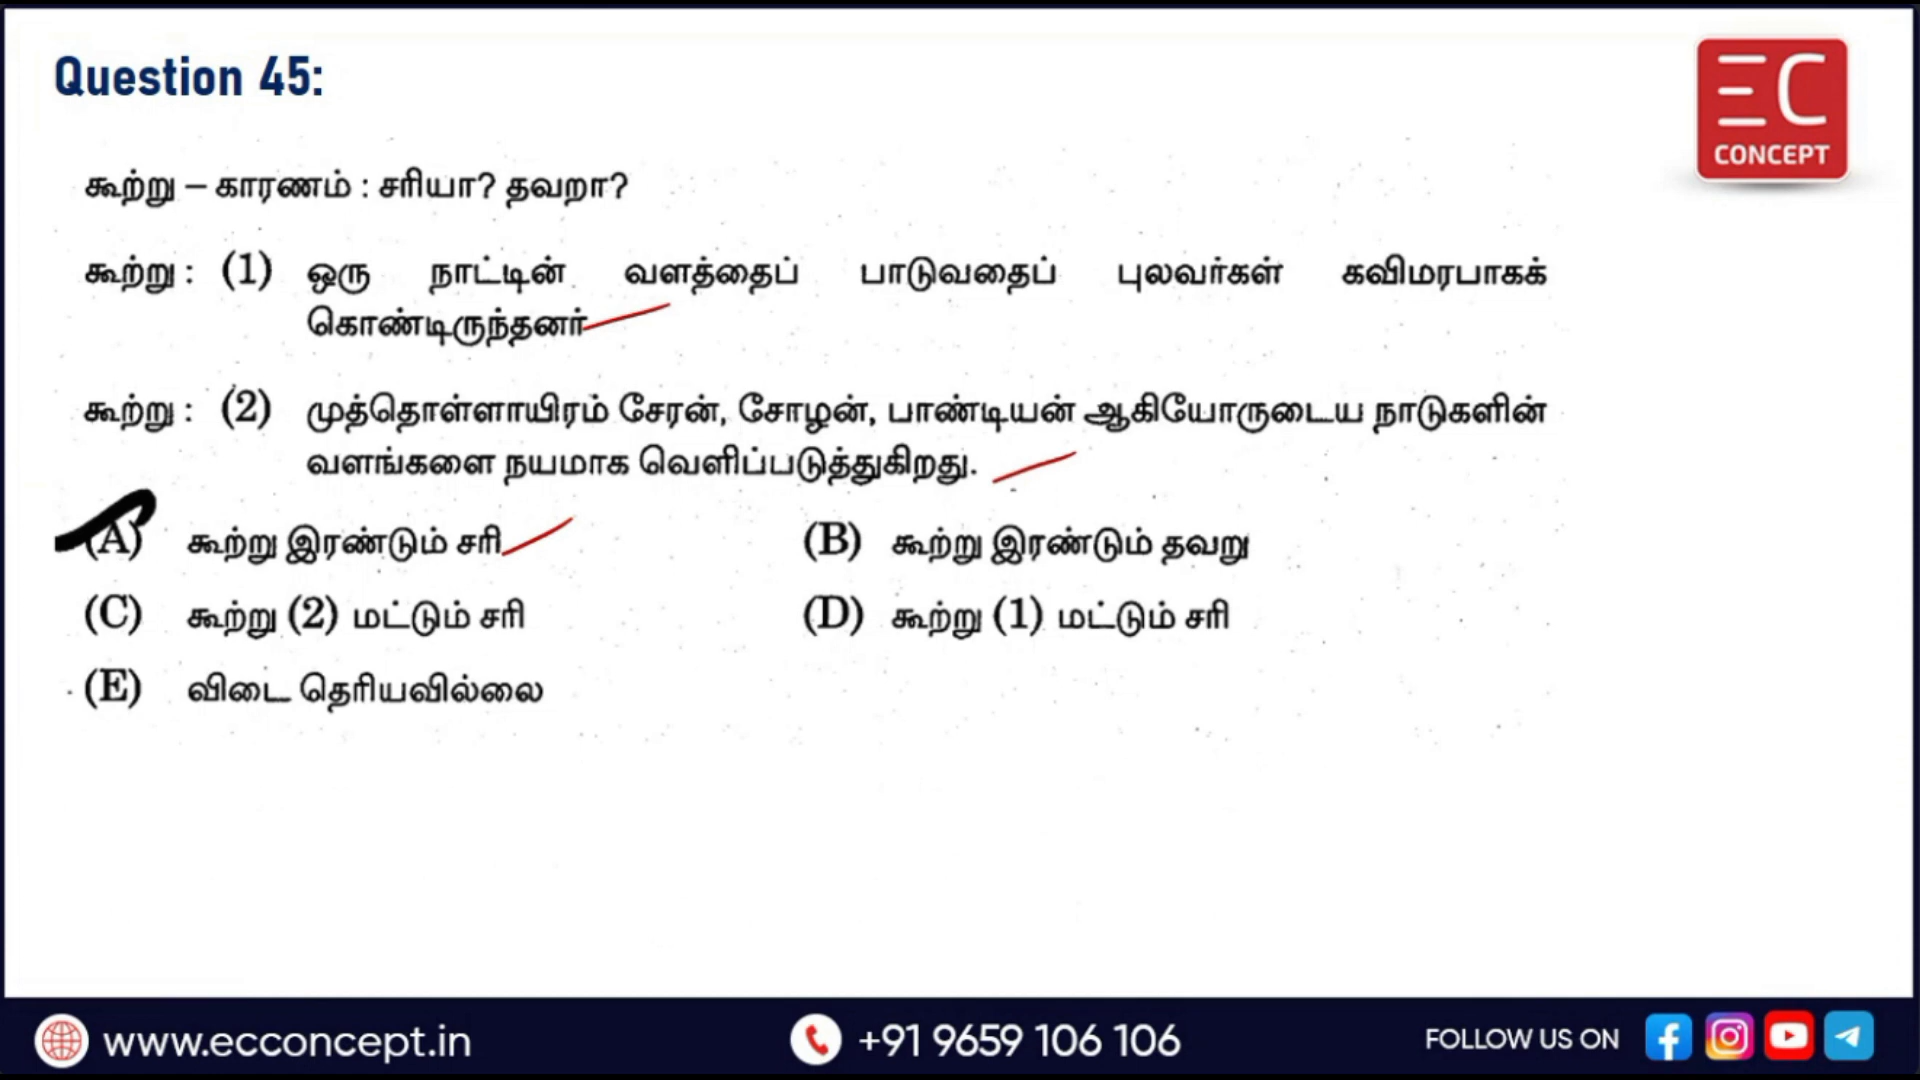 Question 45:
EC
CONCEPT
கூற்று – காரணம் : சரியா? தவறா?
கூற்று : (1) ஒரு நாட்டின் வளத்தைப் பாடுவதைப் புலவர்கள் கவிமரபாகக்
கொண்டிருந்தனர்
கூற்று : (2) முத்தொள்ளாயிரம் சேரன், சோழன், பாண்டியன் ஆகியோருடைய நாடுகளின்
வளங்களை நயமாக வெளிப்படுத்துகிறது.
(A) கூற்று இரண்டும் சரி
(B) கூற்று இரண்டும் தவறு
(C) கூற்று (2) மட்டும் சரி
(D) கூற்று (1) மட்டும் சரி
(E) விடை தெரியவில்லை
www.ecconcept.in
+91 9659 106 106
FOLLOW US ON